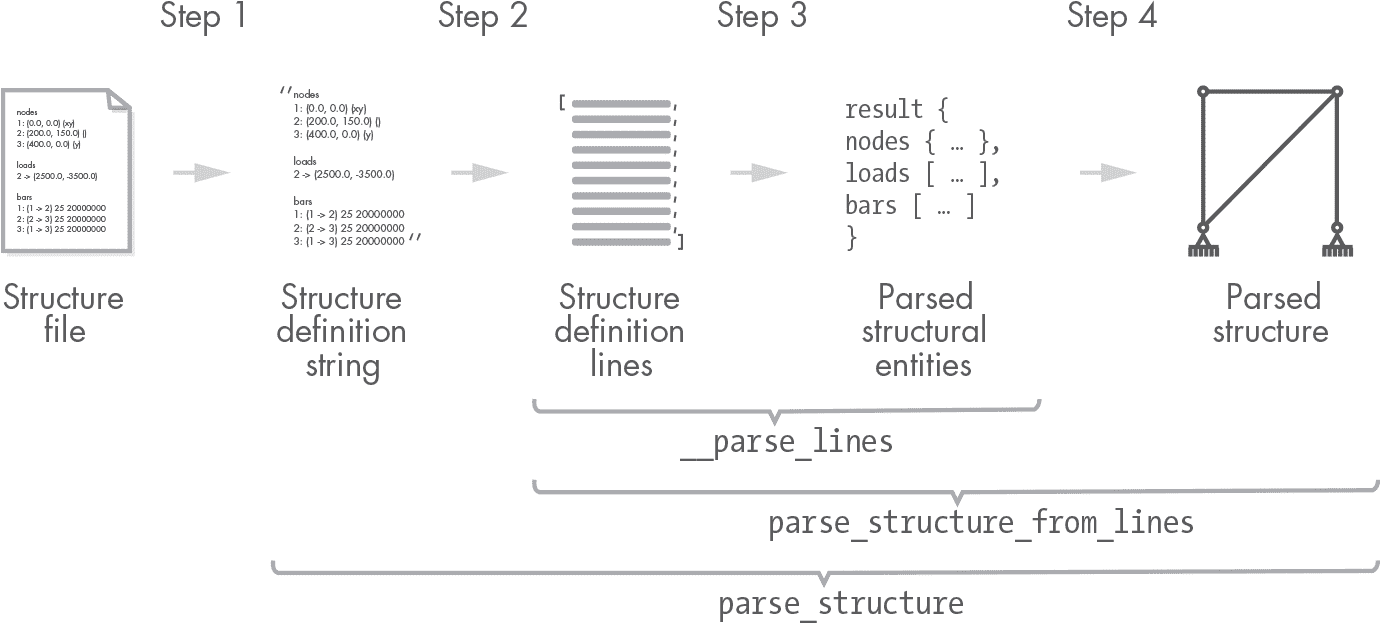 Step 1
Step 2
Step 3
Step 4
nodes
1: (0.0, 0.0) (xy)
2: (200.0, 150.0) ()
3: (400.0, 0.0) (y)
loads
2 -> (2500.0, -3500.0)
bars
1: (1 -> 2) 25 20000000
2: (2 -> 3) 25 20000000
3: (1 -> 3) 25 20000000
"nodes
1: (0.0, 0.0) (xy)
2: (200.0, 150.0) ()
3: (400.0, 0.0) (y)
loads
2 -> (2500.0, -3500.0)
bars
1: (1 -> 2) 25 20000000
2: (2 -> 3) 25 20000000
3: (1 -> 3) 25 20000000"
[ ,
,
,
,
,
,
,
,
,
]
result {
nodes { … },
loads [ … ],
bars [ … ]
}
Structure
file
Structure
definition
string
Structure
definition
lines
Parsed
structural
entities
Parsed
structure
__parse_lines
parse_structure_from_lines
parse_structure